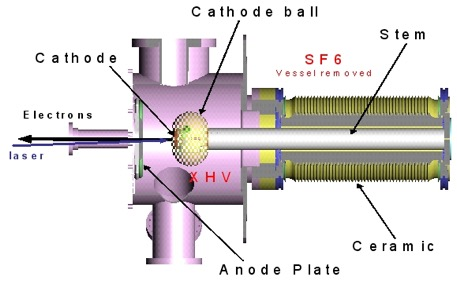 Cathode ball
Cathode
Stem
SF6
Vessel removed
Electrons
laser
XHV
Ceramic
Anode Plate